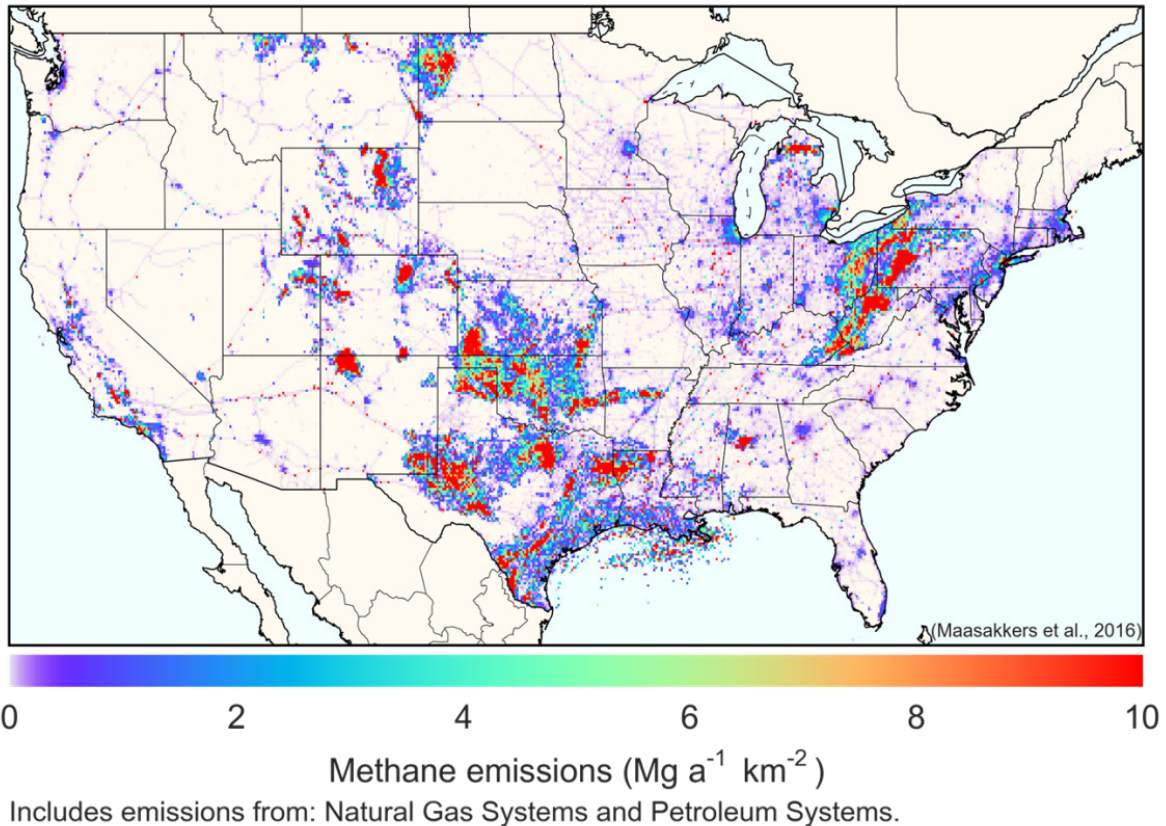 (Maasakkers et al., 2016)
0 2 4 6 8 10
Methane emissions (Mg a⁻¹ km⁻²)
Includes emissions from: Natural Gas Systems and Petroleum Systems.